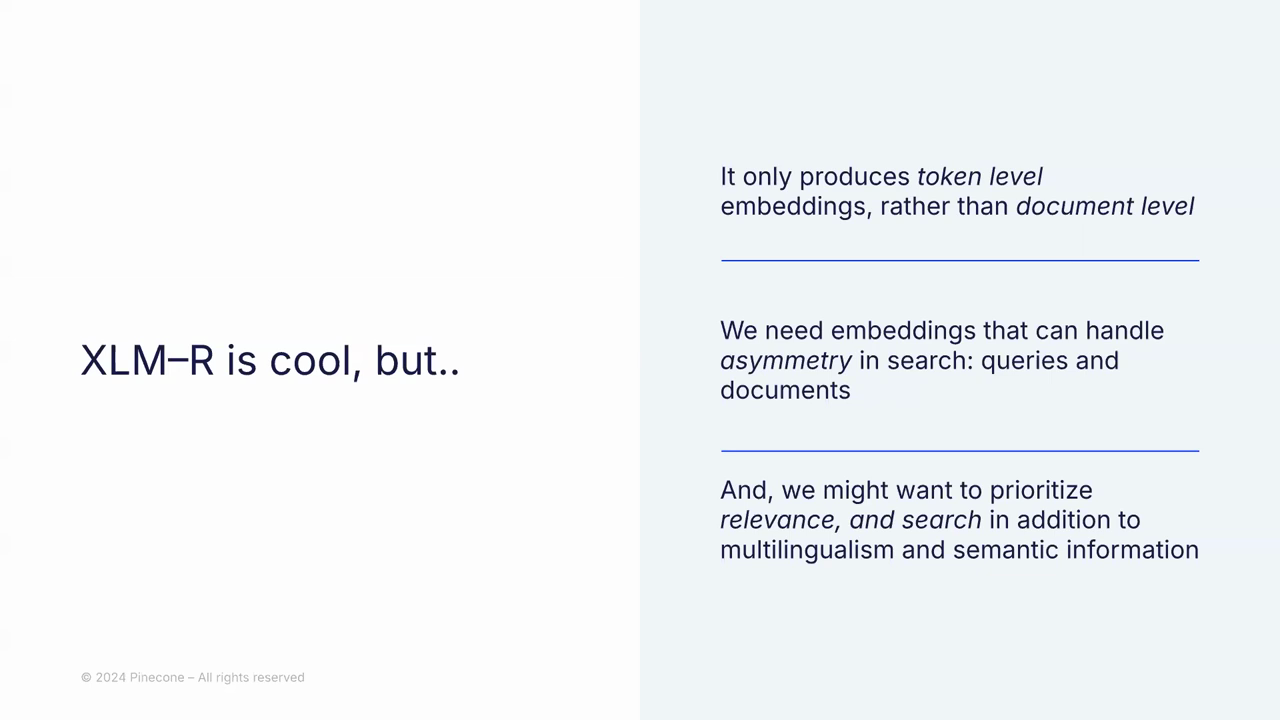 XLM–R is cool, but..
It only produces token level
embeddings, rather than document level
We need embeddings that can handle
asymmetry in search: queries and
documents
And, we might want to prioritize
relevance, and search in addition to
multilingualism and semantic information
© 2024 Pinecone – All rights reserved